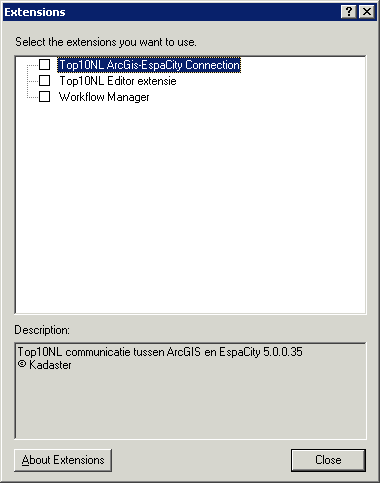 Extensions
Select the extensions you want to use.
Top10NL ArcGis-EspaCity Connection
Top10NL Editor extensie
Workflow Manager
Description:
Top10NL communicatie tussen ArcGIS en EspaCity 5.0.0.35
© Kadaster
About Extensions
Close